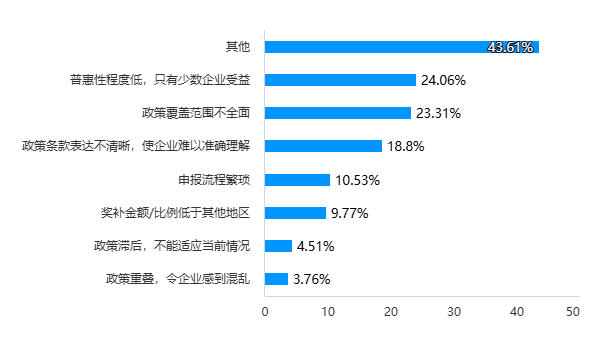 其他 43.61%
普惠性程度低，只有少数企业受益 24.06%
政策覆盖范围不全面 23.31%
政策条款表达不清晰，使企业难以准确理解 18.8%
申报流程繁琐 10.53%
奖补金额/比例低于其他地区 9.77%
政策滞后，不能适应当前情况 4.51%
政策重叠，令企业感到混乱 3.76%
0 10 20 30 40 50